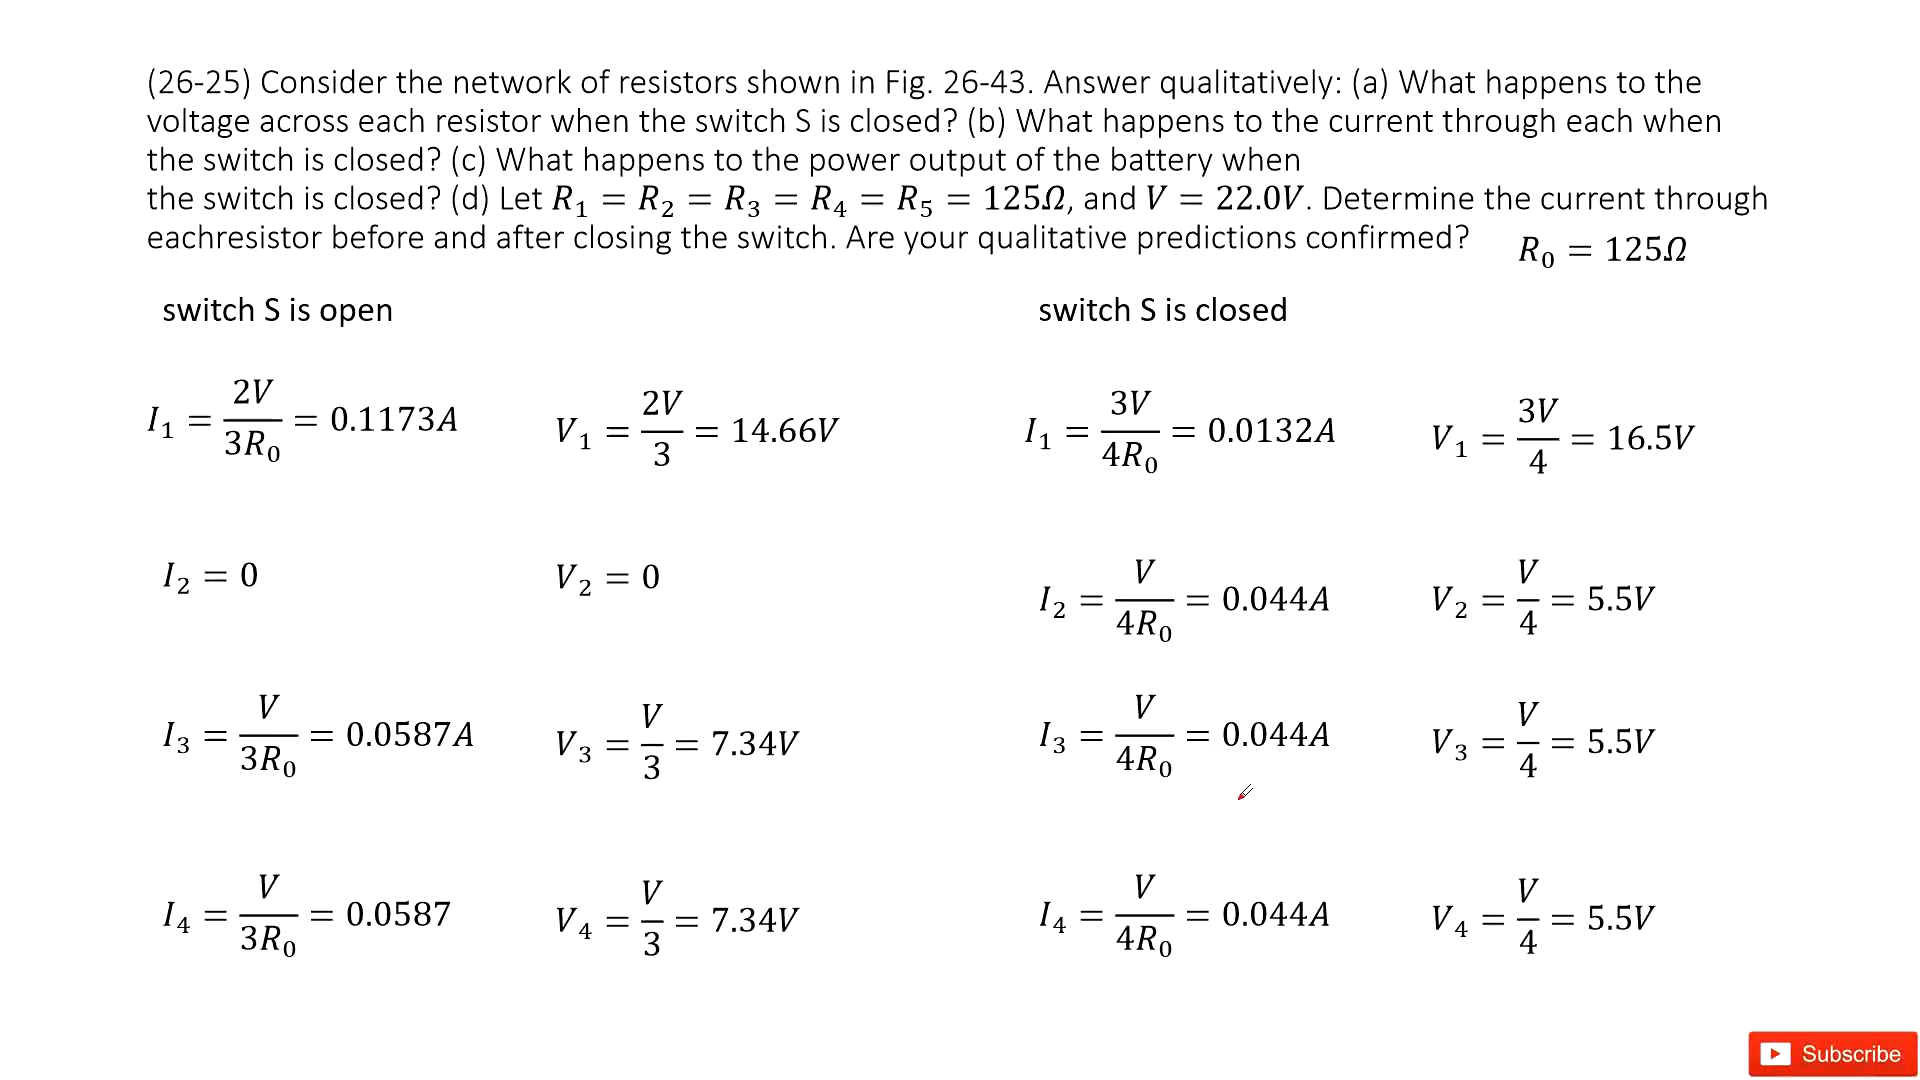 (26-25) Consider the network of resistors shown in Fig. 26-43. Answer qualitatively: (a) What happens to the
voltage across each resistor when the switch S is closed? (b) What happens to the current through each when
the switch is closed? (c) What happens to the power output of the battery when
the switch is closed? (d) Let R₁ = R₂ = R₃ = R₄ = R₅ = 125Ω, and V = 22.0V. Determine the current through
eachresistor before and after closing the switch. Are your qualitative predictions confirmed?
R₀ = 125Ω
switch S is open
I₁ = 2V/3R₀ = 0.1173A
V₁ = 2V/3 = 14.66V
I₂ = 0
V₂ = 0
I₃ = V/3R₀ = 0.0587A
V₃ = V/3 = 7.34V
I₄ = V/3R₀ = 0.0587
V₄ = V/3 = 7.34V
switch S is closed
I₁ = 3V/4R₀ = 0.0132A
V₁ = 3V/4 = 16.5V
I₂ = V/4R₀ = 0.044A
V₂ = V/4 = 5.5V
I₃ = V/4R₀ = 0.044A
V₃ = V/4 = 5.5V
I₄ = V/4R₀ = 0.044A
V₄ = V/4 = 5.5V
Subscribe